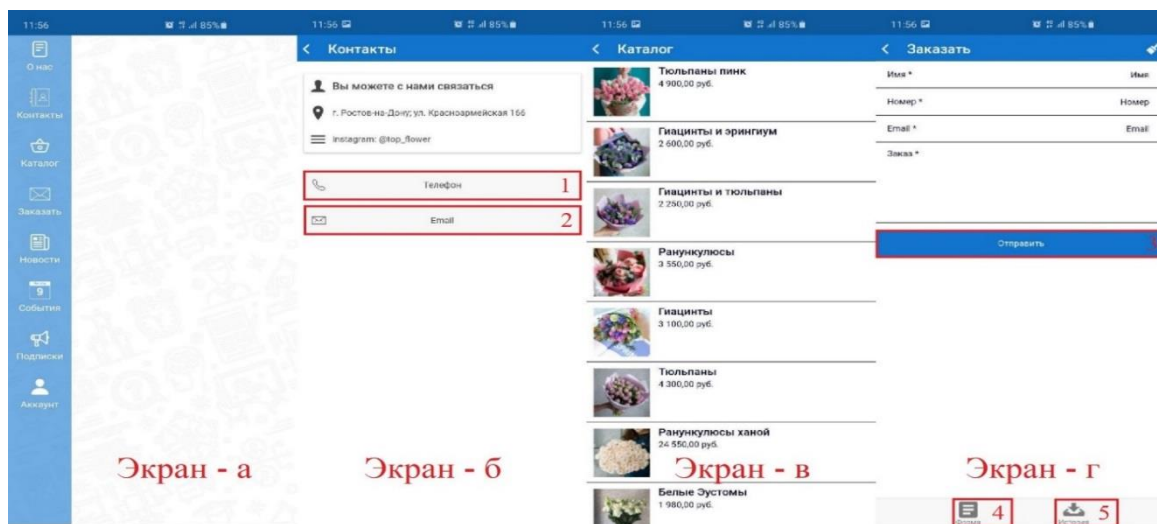 11:56
85%
О нас
Контакты
Каталог
Заказать
Новости
9
События
Подписки
Аккаунт
Экран - а
11:56
85%
Контакты
Вы можете с нами связаться
г. Ростов-на-Дону; ул. Красноармейская 166
Instagram: @top_flower
Телефон
1
Email
2
Экран - б
11:56
85%
Каталог
Тюльпаны пинк
4 900,00 руб.
Гиацинты и эрингиум
2 600,00 руб.
Гиацинты и тюльпаны
2 250,00 руб.
Ранункулюсы
3 550,00 руб.
Гиацинты
3 100,00 руб.
Тюльпаны
4 300,00 руб.
Ранункулюсы ханой
24 550,00 руб.
Белые Эустомы
1 980,00 руб.
Экран - в
11:56
85%
Заказать
Имя * Имя
Номер * Номер
Email * Email
Заказ *
Отправить
Экран - г
4
5